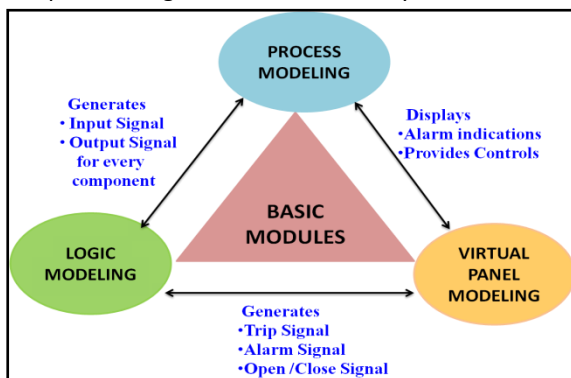 PROCESS
MODELING
Generates
• Input Signal
• Output Signal
for every
component
Displays
•Alarm indications
•Provides Controls
BASIC
MODULES
LOGIC
MODELING
VIRTUAL
PANEL
MODELING
Generates
•Trip Signal
•Alarm Signal
•Open /Close Signal